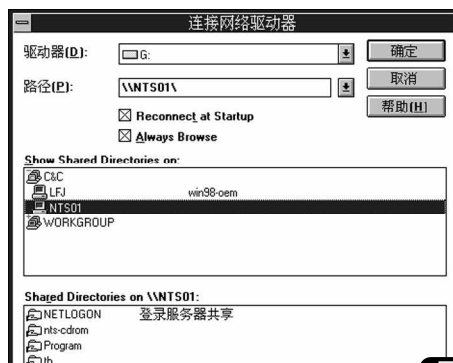 连接网络驱动器
驱动器(D): G: 确定
路径(P): \\NTS01\ 取消
帮助(H)
Reconnect at Startup
Always Browse
Show Shared Directories on:
C&C
LFJ win98-oem
NTS01
WORKGROUP
Shared Directories on \\NTS01:
NETLOGON 登录服务器共享
nts-cdrom
Program